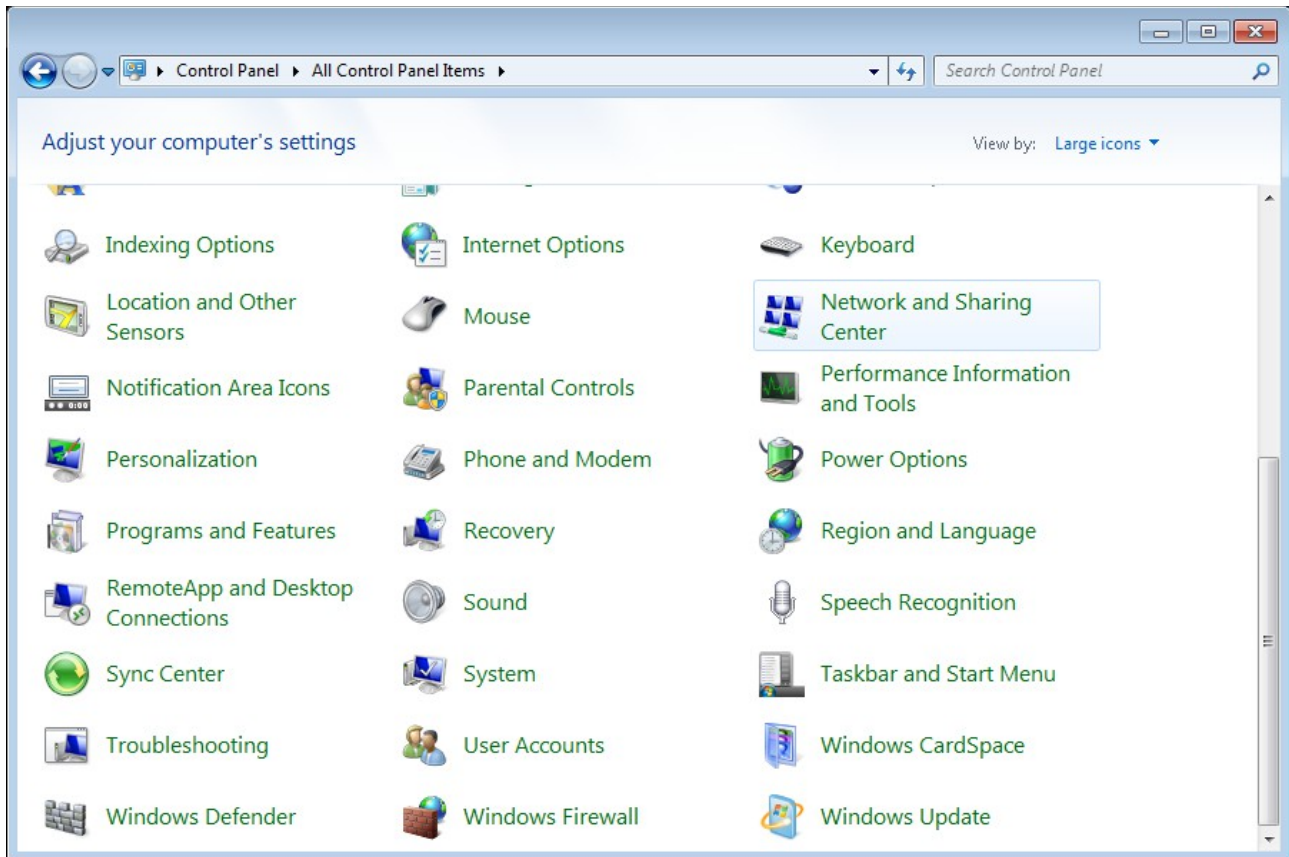 Control Panel
All Control Panel Items
Search Control Panel
Adjust your computer's settings
View by:
Large icons
Indexing Options
Internet Options
Keyboard
Location and Other
Sensors
Mouse
Network and Sharing
Center
Notification Area Icons
Parental Controls
Performance Information
and Tools
Personalization
Phone and Modem
Power Options
Programs and Features
Recovery
Region and Language
RemoteApp and Desktop
Connections
Sound
Speech Recognition
Sync Center
System
Taskbar and Start Menu
Troubleshooting
User Accounts
Windows CardSpace
Windows Defender
Windows Firewall
Windows Update